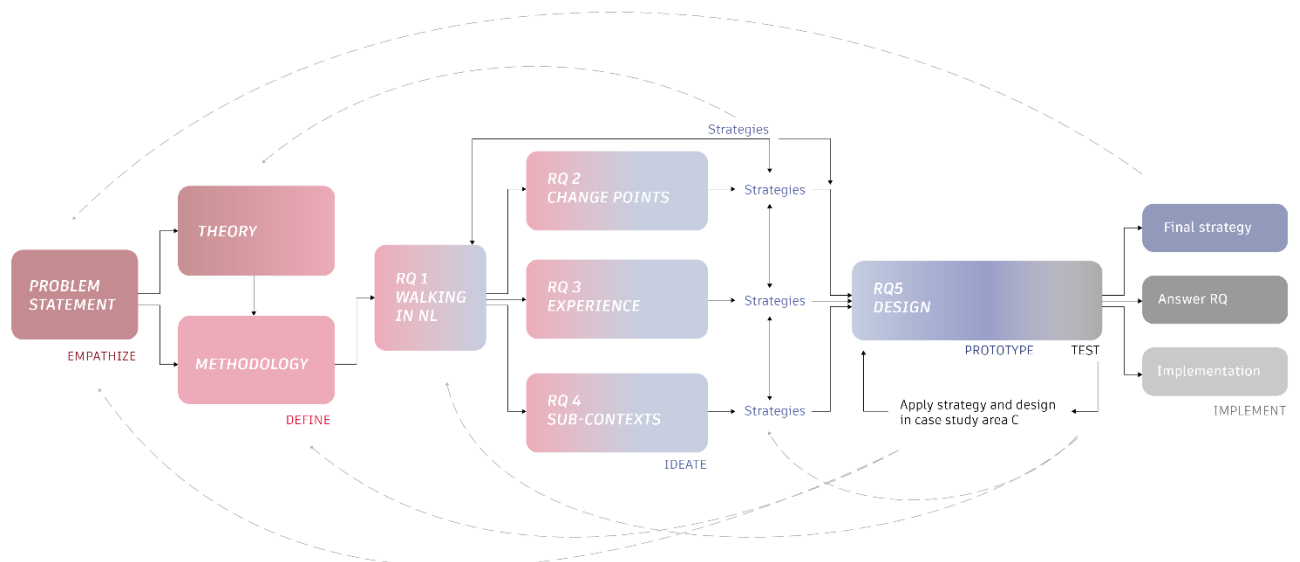 PROBLEM
STATEMENT
EMPATHIZE
THEORY
METHODOLOGY
DEFINE
RQ 1
WALKING
IN NL
RQ 2
CHANGE POINTS
RQ 3
EXPERIENCE
RQ 4
SUB-CONTEXTS
IDEATE
Strategies
Strategies
Strategies
Strategies
RQ5
DESIGN
PROTOTYPE
TEST
Apply strategy and design
in case study area C
Final strategy
Answer RQ
Implementation
IMPLEMENT